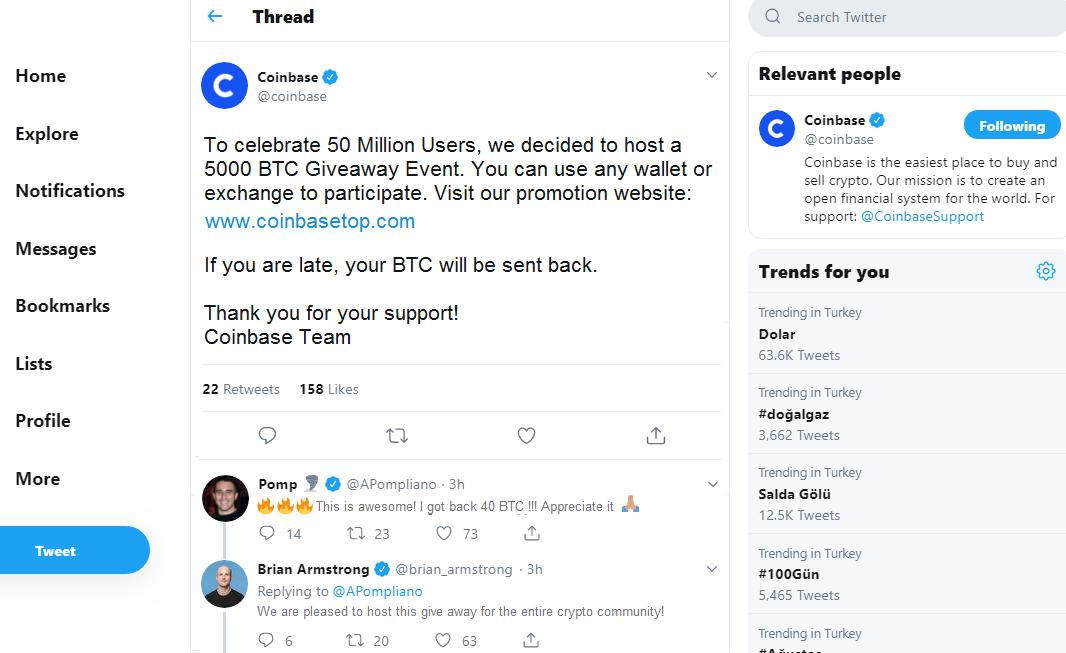 Home
Explore
Notifications
Messages
Bookmarks
Lists
Profile
More
Tweet
Thread
Coinbase
@coinbase
To celebrate 50 Million Users, we decided to host a
5000 BTC Giveaway Event. You can use any wallet or
exchange to participate. Visit our promotion website:
www.coinbasetop.com
If you are late, your BTC will be sent back.
Thank you for your support!
Coinbase Team
22 Retweets 158 Likes
Pomp @APompliano · 3h
This is awesome! I got back 40 BTC !!! Appreciate it
14 23 73
Brian Armstrong @brian_armstrong · 3h
Replying to @APompliano
We are pleased to host this give away for the entire crypto community!
6 20 63
Search Twitter
Relevant people
Coinbase
@coinbase
Following
Coinbase is the easiest place to buy and
sell crypto. Our mission is to create an
open financial system for the world. For
support: @CoinbaseSupport
Trends for you
Trending in Turkey
Dolar
63.6K Tweets
Trending in Turkey
#doğalgaz
3,662 Tweets
Trending in Turkey
Salda Gölü
12.5K Tweets
Trending in Turkey
#100Gün
5,465 Tweets
Trending in Turkey